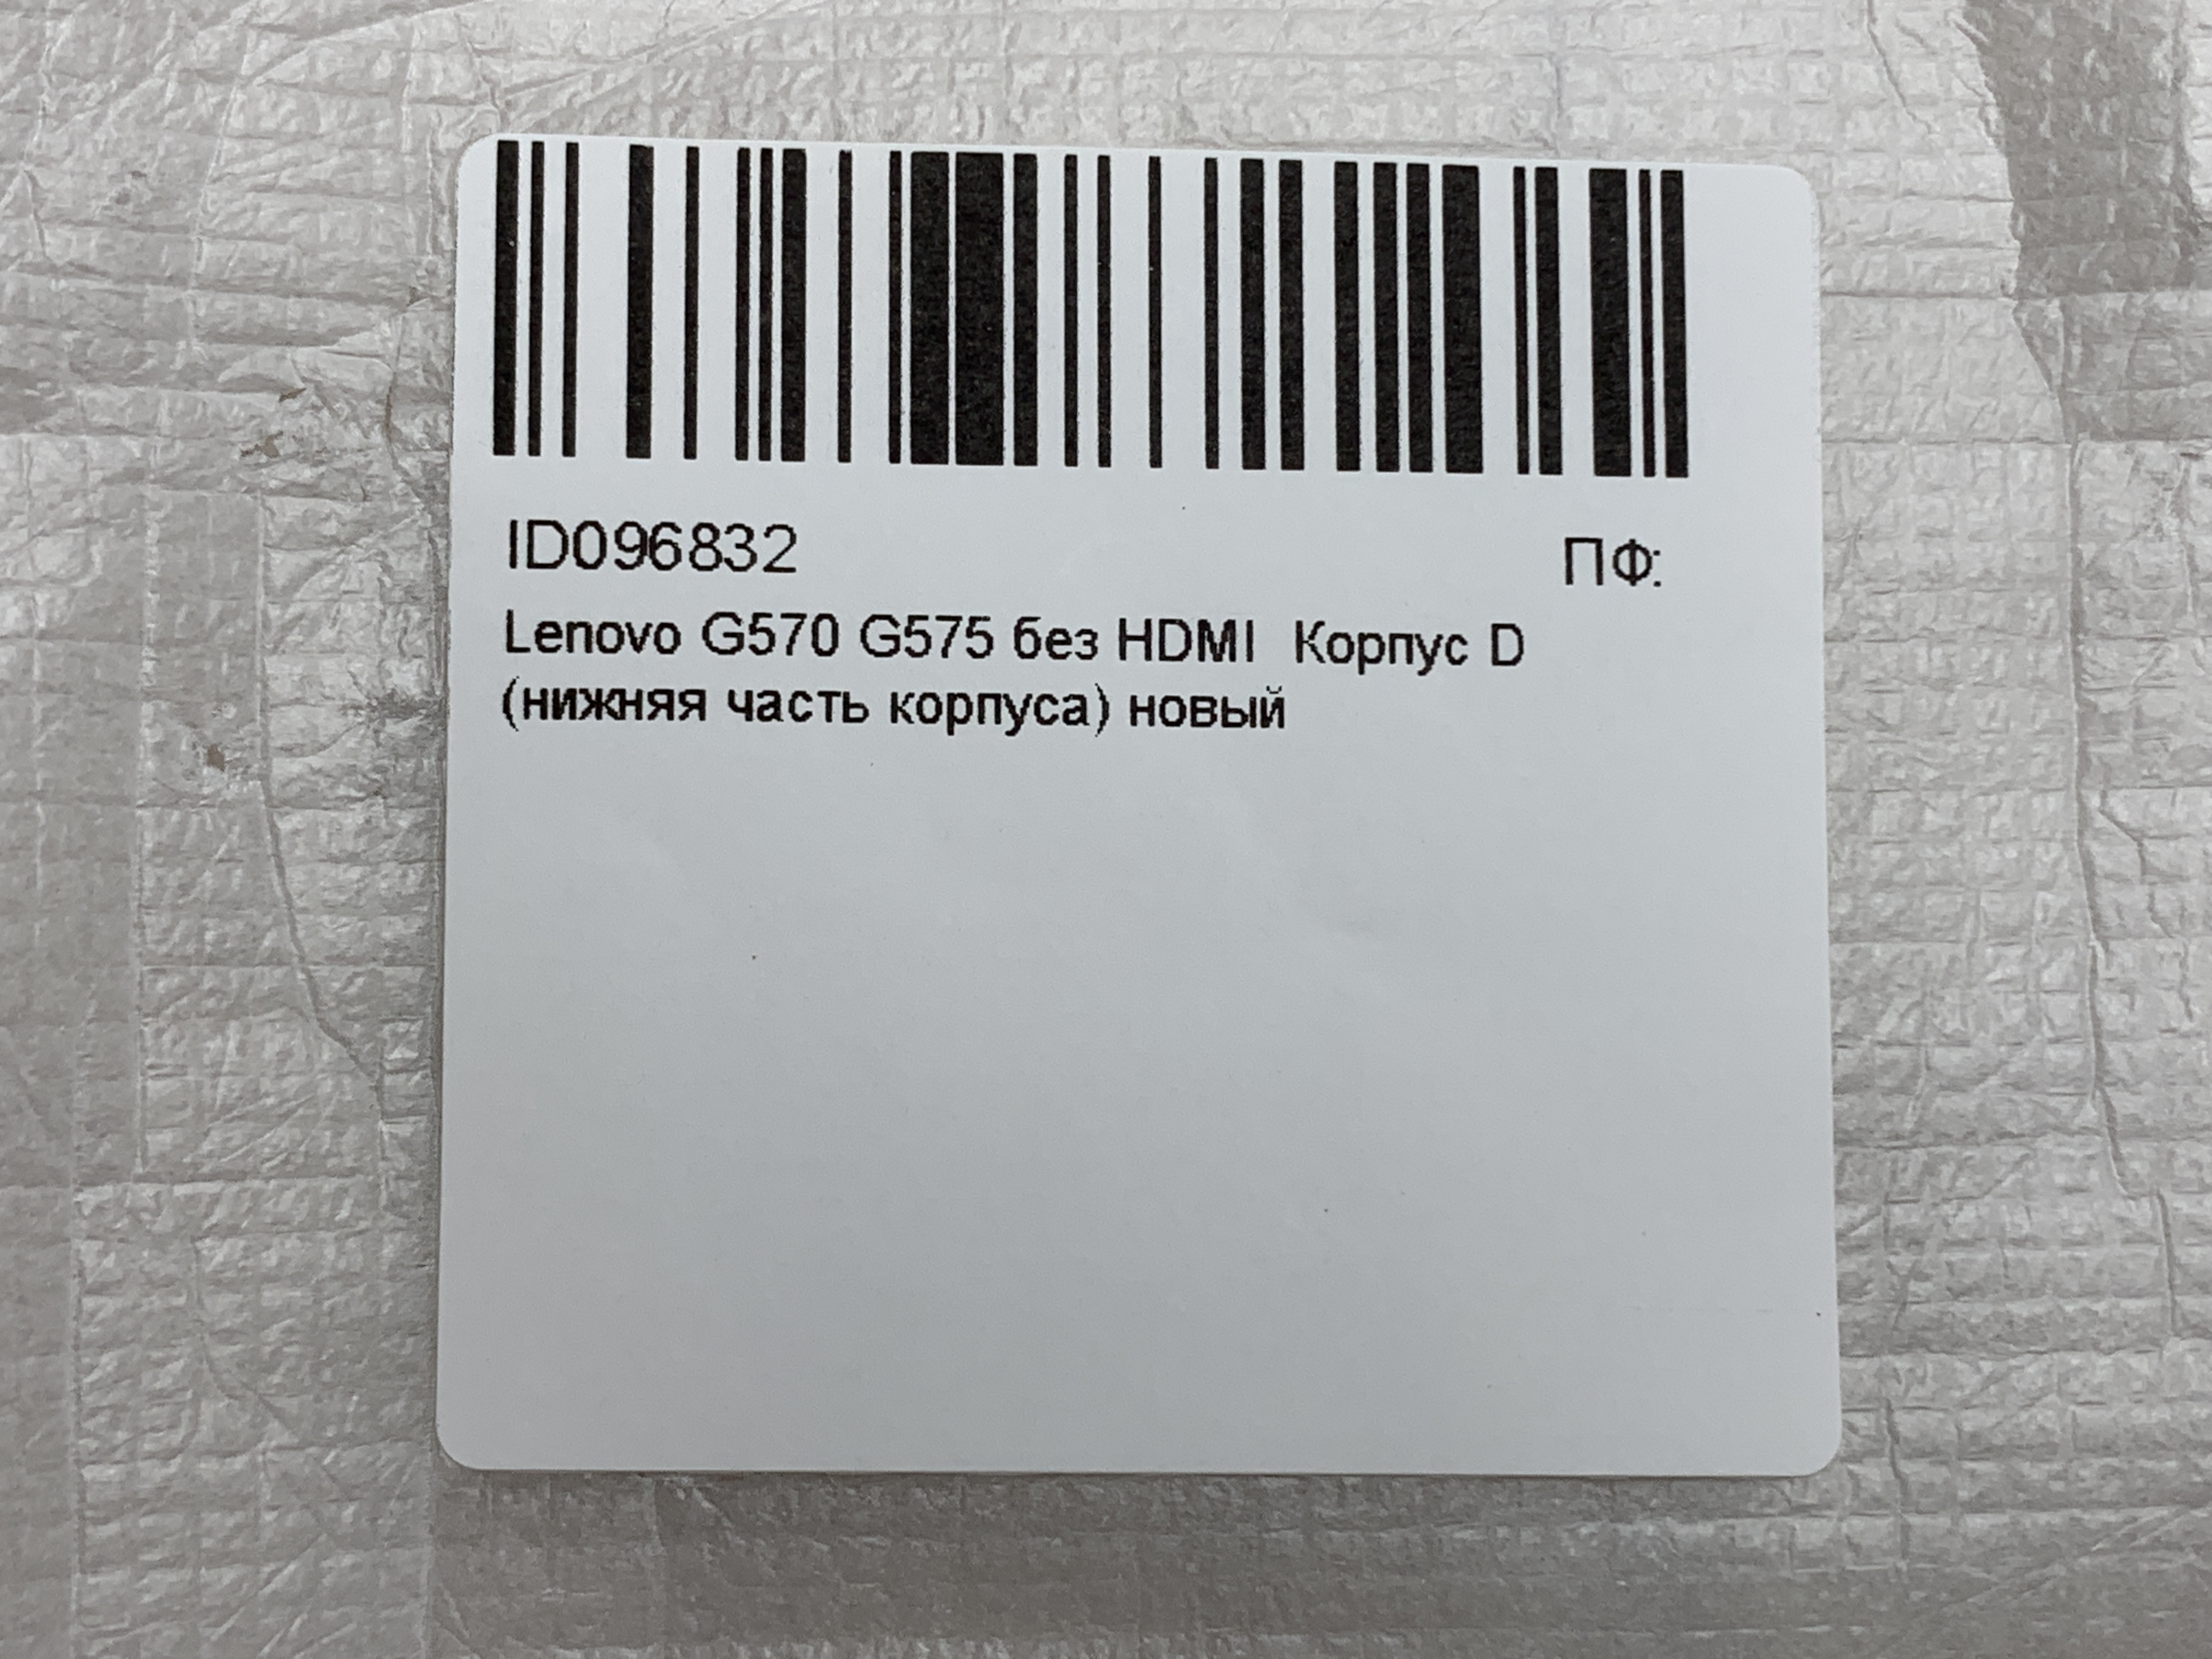 ID096832 ПФ:
Lenovo G570 G575 без HDMI  Корпус D
(нижняя часть корпуса) новый